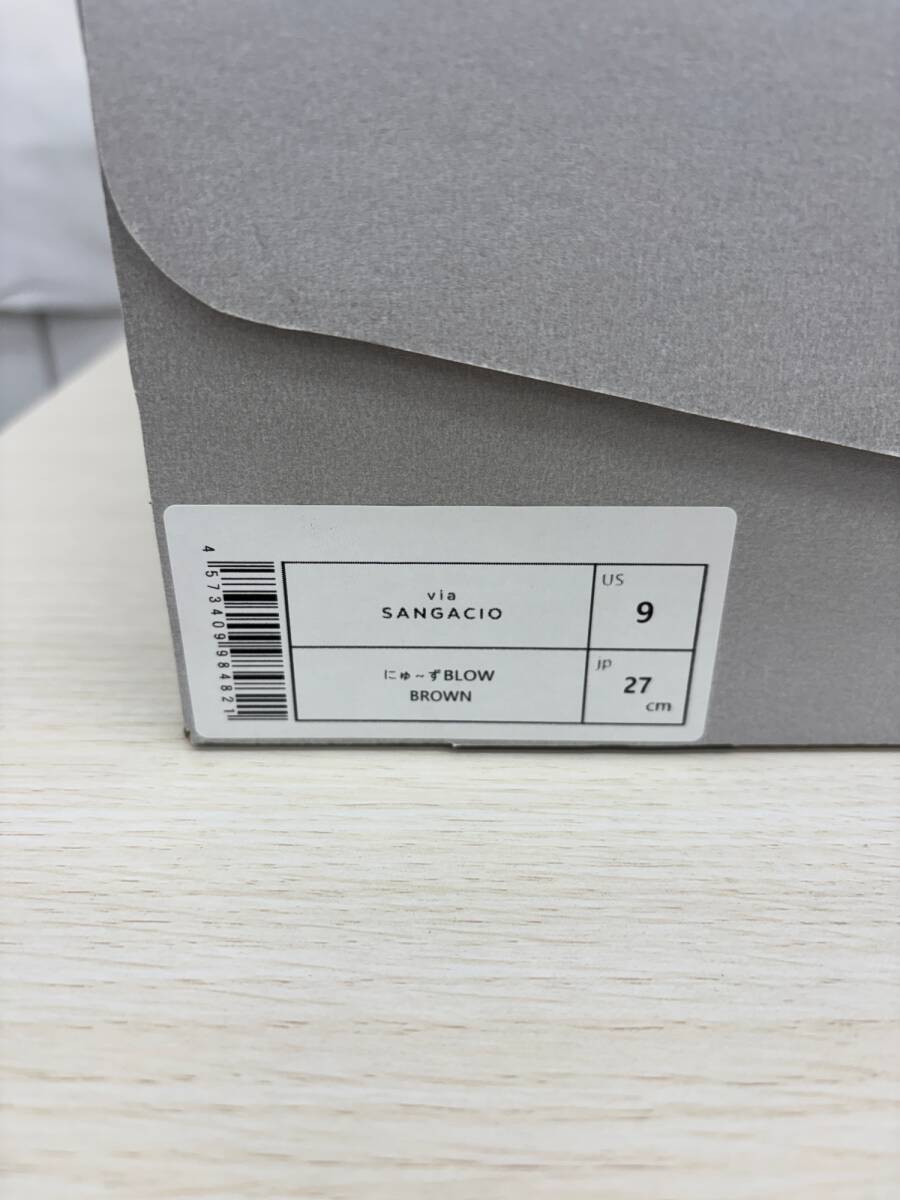 via
SANGACIO
US
9
にゅ~ずBLOW
BROWN
JP
27
cm
4573409984821